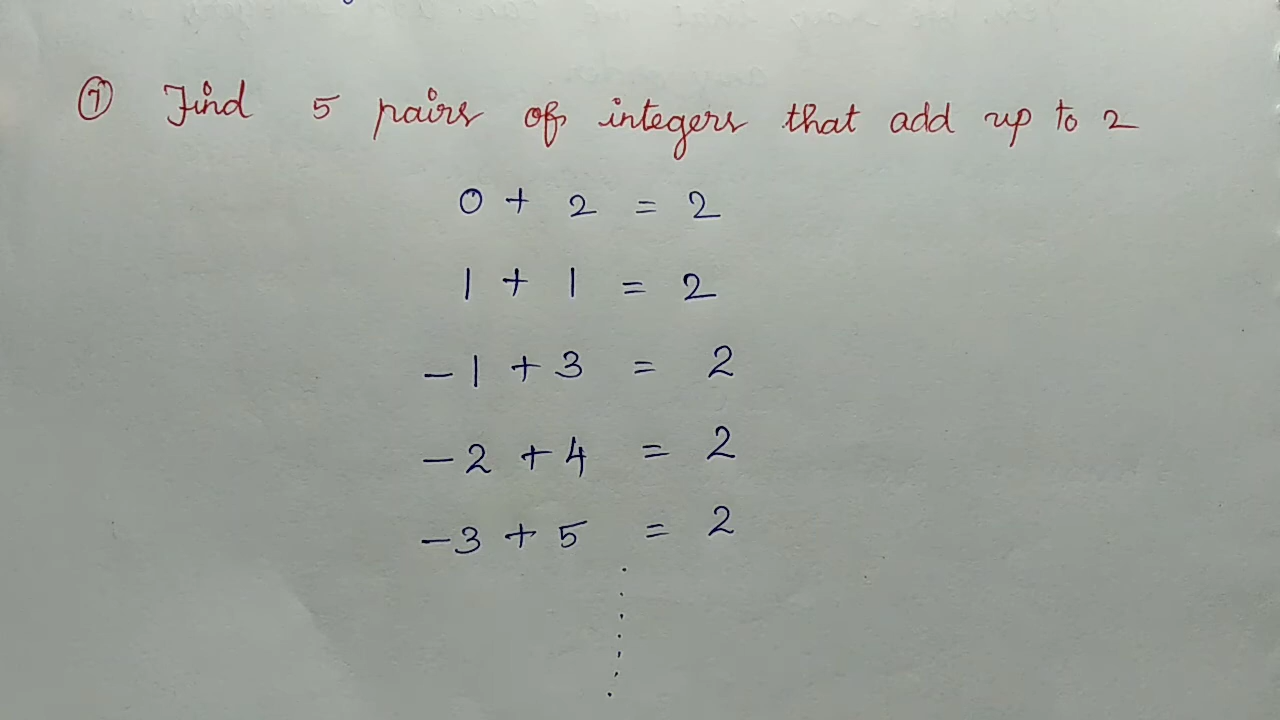 ⑦ Find 5 pairs of integers that add up to 2
0 + 2 = 2
1 + 1 = 2
-1 + 3 = 2
-2 + 4 = 2
-3 + 5 = 2